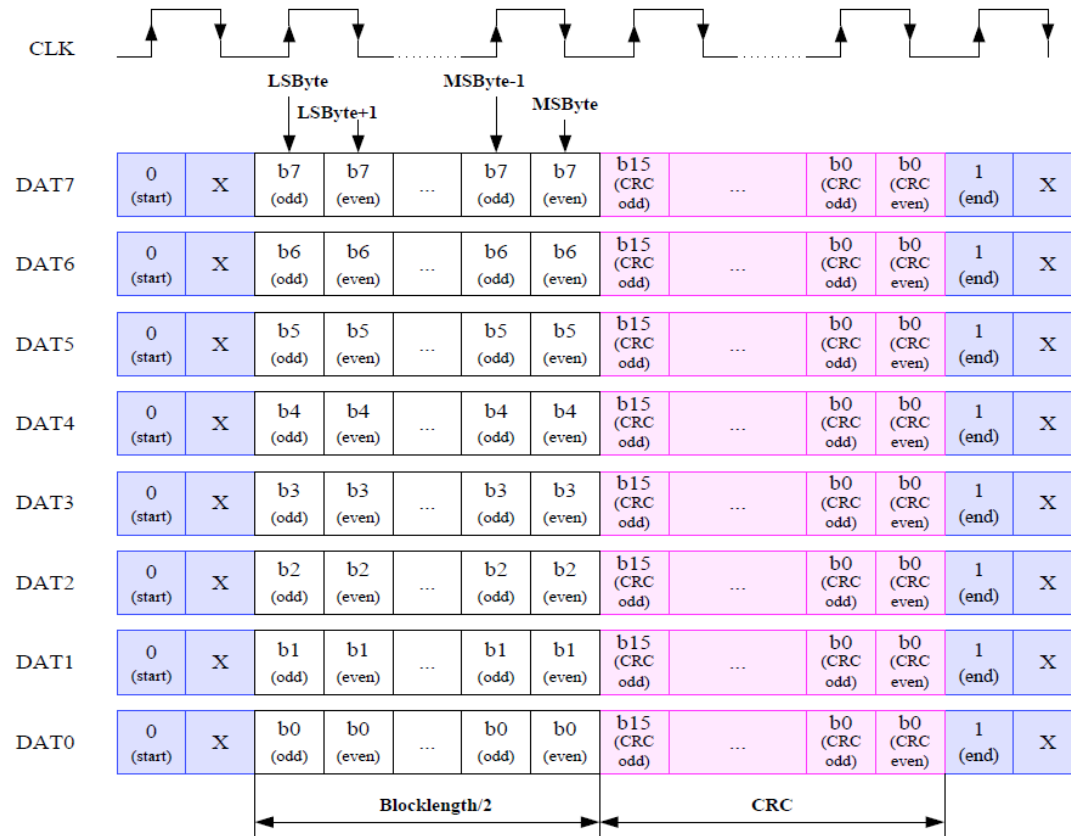 CLK
LSByte MSByte-1
LSByte+1 MSByte
DAT7 0 (start) X b7 (odd) b7 (even) ... b7 (odd) b7 (even) b15 (CRC odd) ... b0 (CRC odd) b0 (CRC even) 1 (end) X
DAT6 0 (start) X b6 (odd) b6 (even) ... b6 (odd) b6 (even) b15 (CRC odd) ... b0 (CRC odd) b0 (CRC even) 1 (end) X
DAT5 0 (start) X b5 (odd) b5 (even) ... b5 (odd) b5 (even) b15 (CRC odd) ... b0 (CRC odd) b0 (CRC even) 1 (end) X
DAT4 0 (start) X b4 (odd) b4 (even) ... b4 (odd) b4 (even) b15 (CRC odd) ... b0 (CRC odd) b0 (CRC even) 1 (end) X
DAT3 0 (start) X b3 (odd) b3 (even) ... b3 (odd) b3 (even) b15 (CRC odd) ... b0 (CRC odd) b0 (CRC even) 1 (end) X
DAT2 0 (start) X b2 (odd) b2 (even) ... b2 (odd) b2 (even) b15 (CRC odd) ... b0 (CRC odd) b0 (CRC even) 1 (end) X
DAT1 0 (start) X b1 (odd) b1 (even) ... b1 (odd) b1 (even) b15 (CRC odd) ... b0 (CRC odd) b0 (CRC even) 1 (end) X
DAT0 0 (start) X b0 (odd) b0 (even) ... b0 (odd) b0 (even) b15 (CRC odd) ... b0 (CRC odd) b0 (CRC even) 1 (end) X
Blocklength/2 CRC